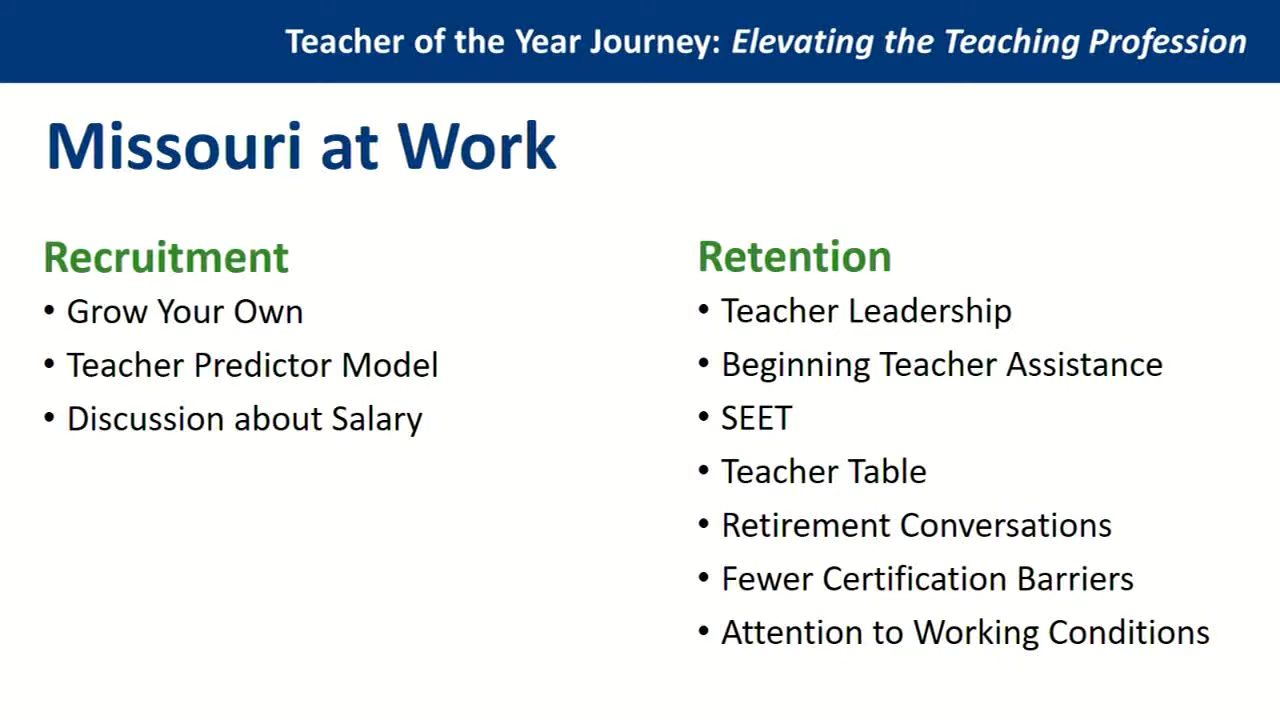 Teacher of the Year Journey: Elevating the Teaching Profession
Missouri at Work
Recruitment
• Grow Your Own
• Teacher Predictor Model
• Discussion about Salary
Retention
• Teacher Leadership
• Beginning Teacher Assistance
• SEET
• Teacher Table
• Retirement Conversations
• Fewer Certification Barriers
• Attention to Working Conditions